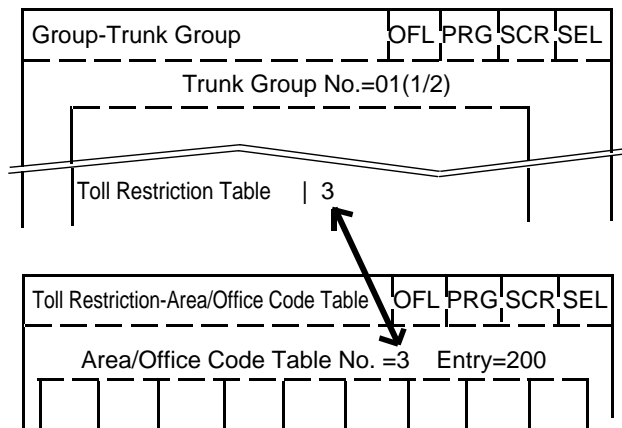 Group-Trunk Group OFL PRG SCR SEL
Trunk Group No.=01(1/2)
Toll Restriction Table | 3
Toll Restriction-Area/Office Code Table OFL PRG SCR SEL
Area/Office Code Table No. =3 Entry=200